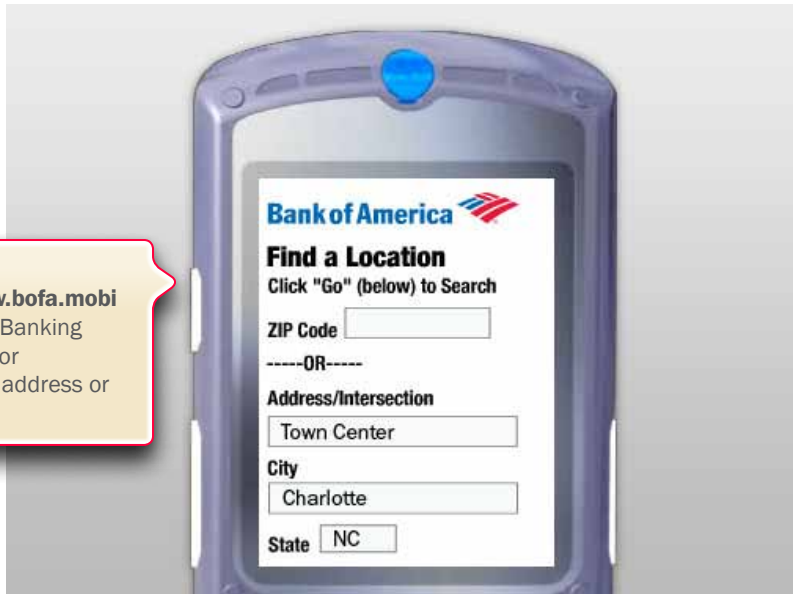 w.bofa.mobi
Banking
or
address or
Bank of America
Find a Location
Click "Go" (below) to Search
ZIP Code
-----OR-----
Address/Intersection
Town Center
City
Charlotte
State NC